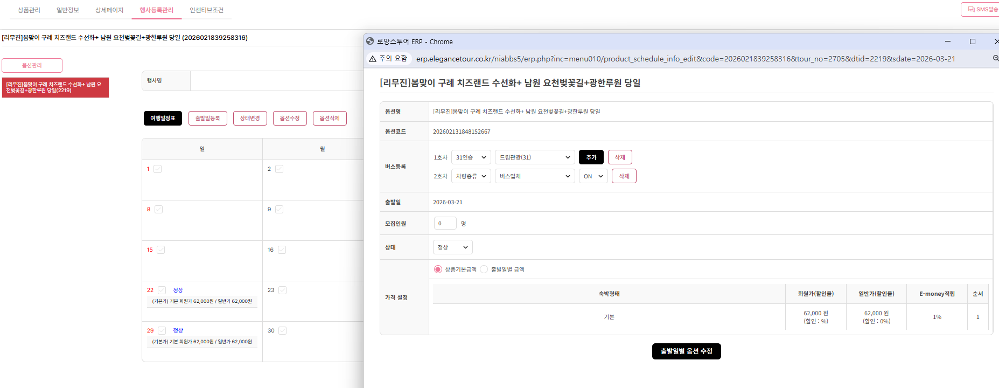 상품관리 일반정보 상세페이지 행사등록관리 인센티브조건
SMS발송
[리무진]봄맞이 구례 치즈랜드 수선화+ 남원 요천벚꽃길+광한루원 당일 (2026021839258316)
옵션관리
[리무진]봄맞이 구례 치즈랜드 수선화+ 남원 요
천벚꽃길+광한루원 당일(2219)
행사명
여행일정표 출발일등록 상태변경 옵션수정 옵션삭제
일 월
1 2
8 9
15 16
22 정상 23
(기본가) 기본 회원가 62,000원 / 일반가 62,000원
29 정상 30
(기본가) 기본 회원가 62,000원 / 일반가 62,000원
로망스투어 ERP - Chrome
주의 요함 erp.elegancetour.co.kr/niabbs5/erp.php?inc=menu010/product_schedule_info_edit&code=2026021839258316&tour_no=2705&dtid=2219&sdate=2026-03-21
[리무진]봄맞이 구례 치즈랜드 수선화+ 남원 요천벚꽃길+광한루원 당일
옵션명 [리무진]봄맞이 구례 치즈랜드 수선화+ 남원 요천벚꽃길+광한루원 당일
옵션코드 202602131848152667
버스등록
1호차 31인승 드림관광(31) 추가 삭제
2호차 차량종류 버스업체 ON 삭제
출발일 2026-03-21
모집인원 0 명
상태 정상
가격 설정
상품기본금액 출발일별 금액
숙박형태 회원가(할인율) 일반가(할인율) E-money적립 순서
기본 62,000 원 62,000 원 1% 1
(할인 : %) (할인 : 0%)
출발일별 옵션 수정